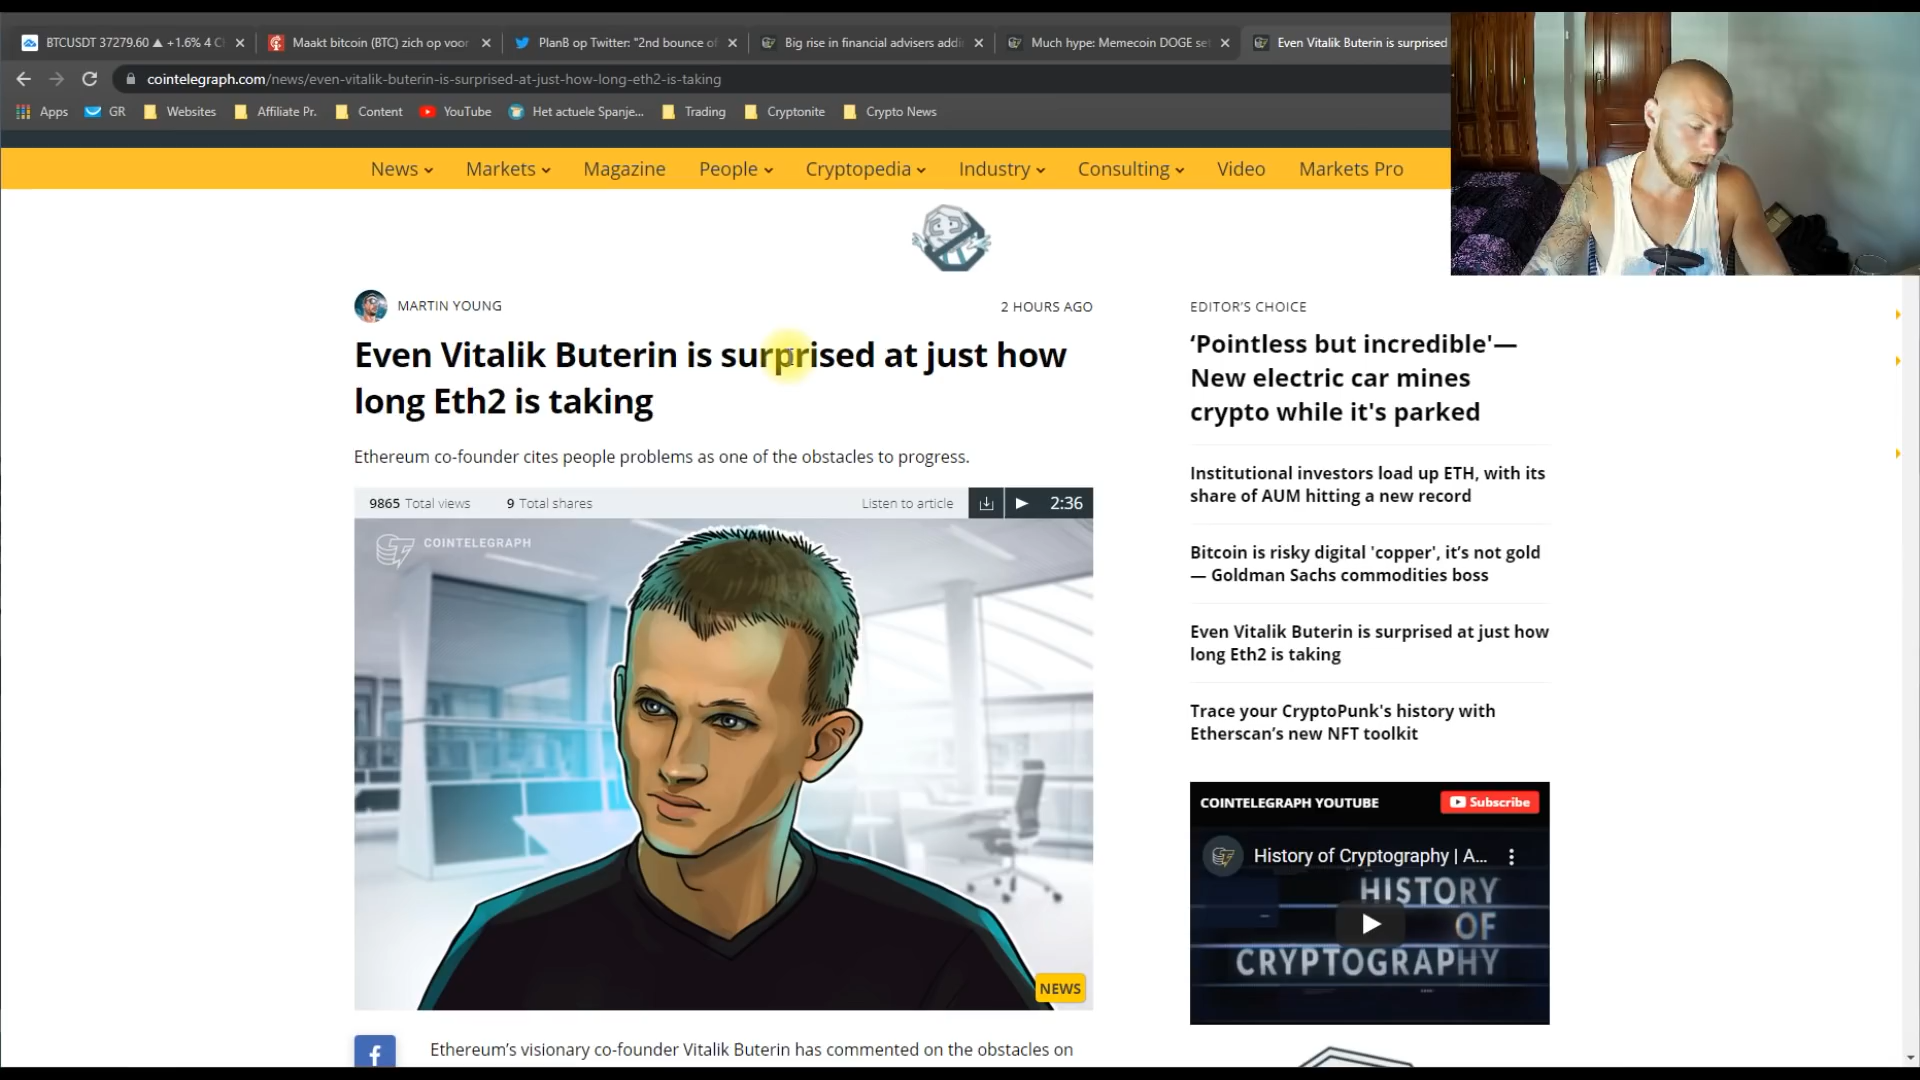 BTCUSDT 37279.60 ▲ +1.6% 4 C
Maakt bitcoin (BTC) zich op voor
PlanB op Twitter: "2nd bounce of
Big rise in financial advisers addi
Much hype: Memecoin DOGE set
Even Vitalik Buterin is surprised
cointelegraph.com/news/even-vitalik-buterin-is-surprised-at-just-how-long-eth2-is-taking
Apps
GR
Websites
Affiliate Pr.
Content
YouTube
Het actuele Spanje...
Trading
Cryptonite
Crypto News
News
Markets
Magazine
People
Cryptopedia
Industry
Consulting
Video
Markets Pro
MARTIN YOUNG
2 HOURS AGO
Even Vitalik Buterin is surprised at just how
long Eth2 is taking
Ethereum co-founder cites people problems as one of the obstacles to progress.
9865 Total views
9 Total shares
Listen to article
2:36
COINTELEGRAPH
NEWS
Ethereum's visionary co-founder Vitalik Buterin has commented on the obstacles on
EDITOR'S CHOICE
'Pointless but incredible'—
New electric car mines
crypto while it's parked
Institutional investors load up ETH, with its
share of AUM hitting a new record
Bitcoin is risky digital 'copper', it's not gold
— Goldman Sachs commodities boss
Even Vitalik Buterin is surprised at just how
long Eth2 is taking
Trace your CryptoPunk's history with
Etherscan's new NFT toolkit
COINTELEGRAPH YOUTUBE
Subscribe
History of Cryptography | A...
HISTORY
OF
CRYPTOGRAPHY